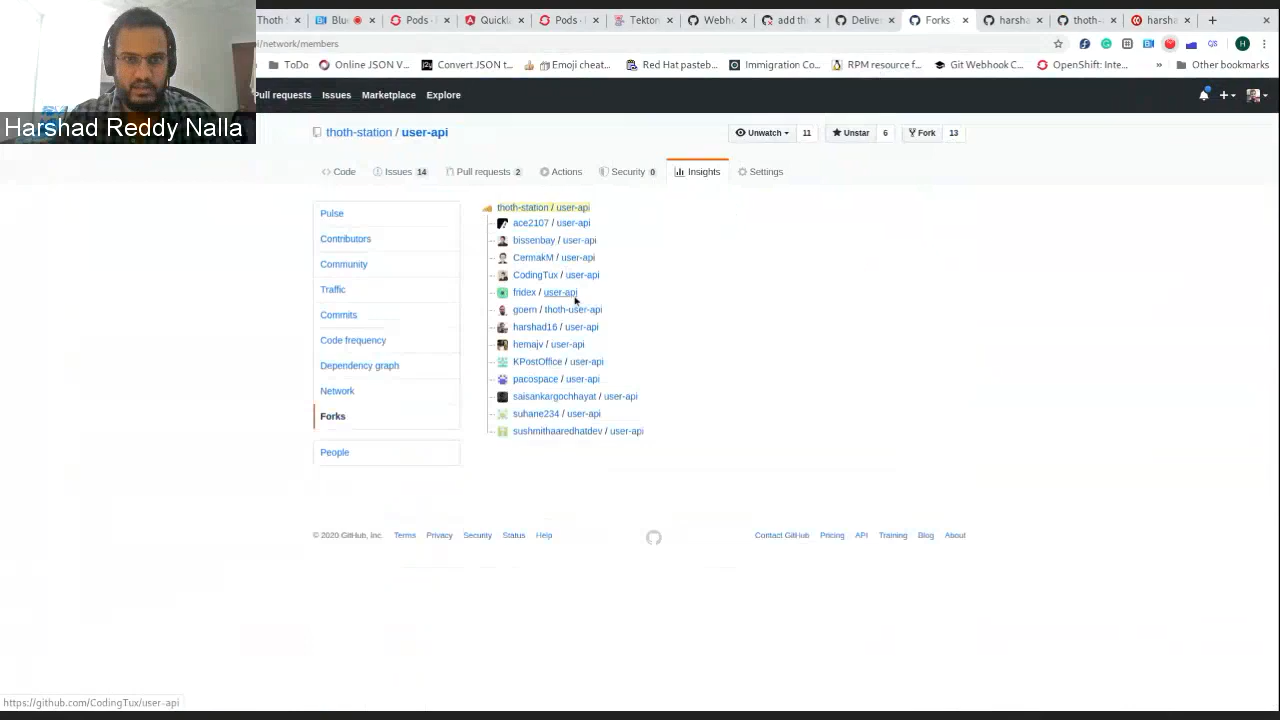 Thoth S
Blue
Pods -
Quickl
Pods -
Tekton
Webho
add the
Deliver
Forks ·
harsha
thoth-
harsha
i/network/members
ToDo
Online JSON V...
Convert JSON t...
Emoji cheat...
Red Hat pasteb...
Immigration Co...
RPM resource f...
Git Webhook C...
OpenShift: Inte...
»
Other bookmarks
Pull requests Issues Marketplace Explore
Harshad Reddy Nalla
thoth-station / user-api
Unwatch 11
Unstar 6
Fork 13
Code
Issues 14
Pull requests 2
Actions
Security 0
Insights
Settings
Pulse
Contributors
Community
Traffic
Commits
Code frequency
Dependency graph
Network
Forks
People
thoth-station / user-api
ace2107 / user-api
bissenbay / user-api
CermakM / user-api
CodingTux / user-api
fridex / user-api
goern / thoth-user-api
harshad16 / user-api
hemajv / user-api
KPostOffice / user-api
pacospace / user-api
saisankargochhayat / user-api
suhane234 / user-api
sushmithaaredhatdev / user-api
© 2020 GitHub, Inc. Terms Privacy Security Status Help
Contact GitHub Pricing API Training Blog About
https://github.com/CodingTux/user-api